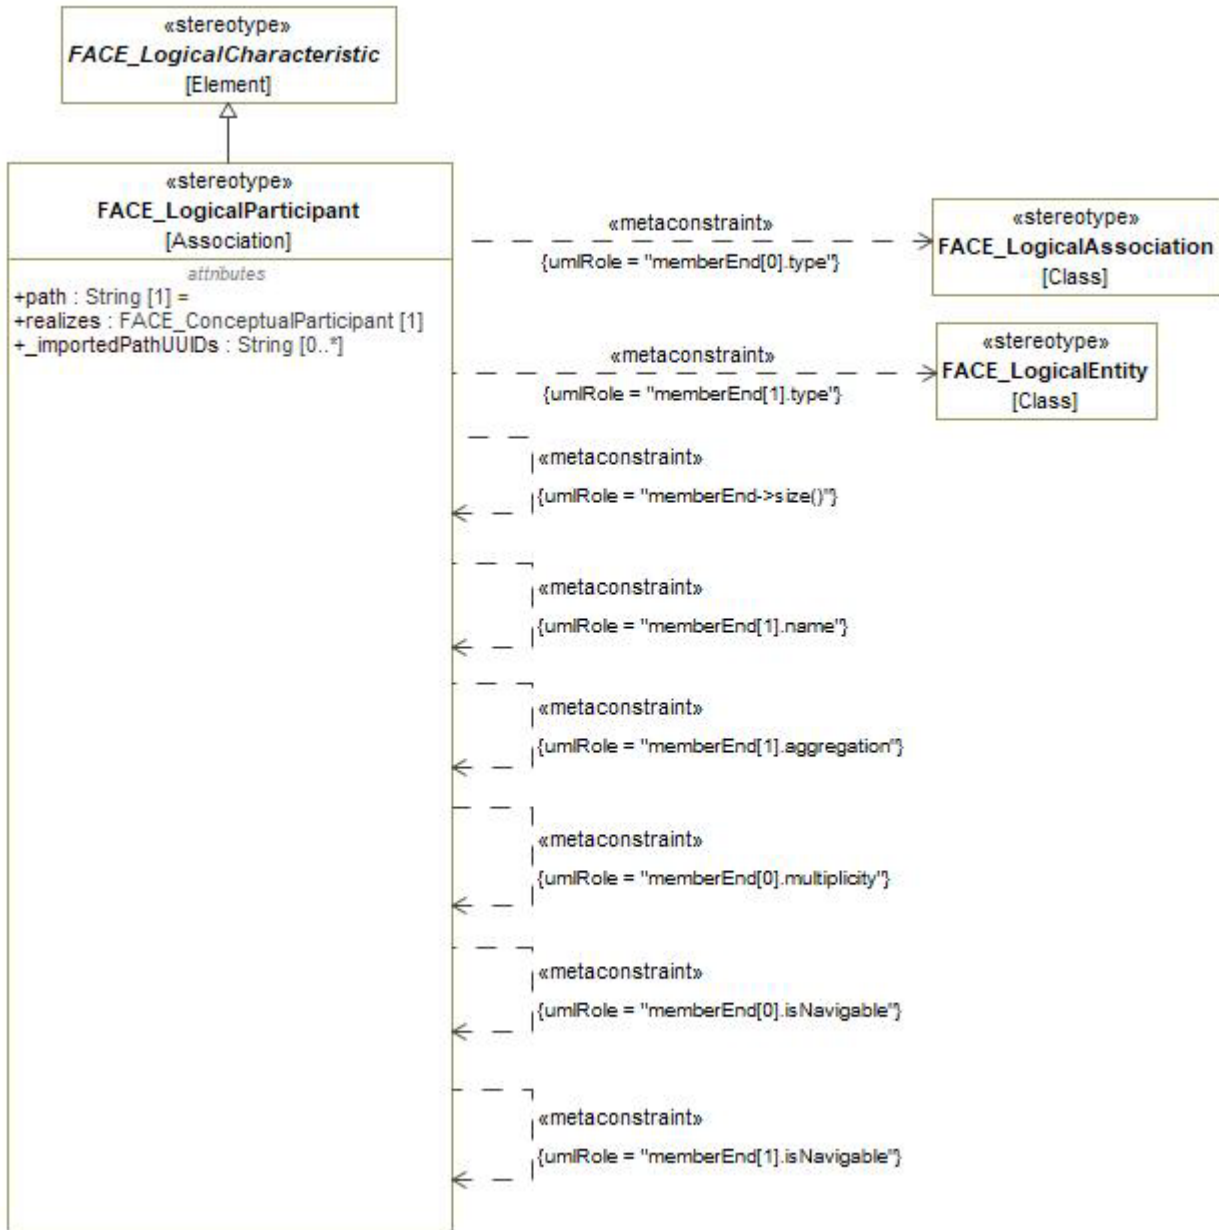 «stereotype»
FACE_LogicalCharacteristic
[Element]
«stereotype»
FACE_LogicalParticipant
[Association]
attributes
+path : String [1] =
+realizes : FACE_ConceptualParticipant [1]
+_importedPathUUIDs : String [0..*]
«metaconstraint»
{umlRole = "memberEnd[0].type"}
«stereotype»
FACE_LogicalAssociation
[Class]
«metaconstraint»
{umlRole = "memberEnd[1].type"}
«stereotype»
FACE_LogicalEntity
[Class]
«metaconstraint»
{umlRole = "memberEnd->size()"}
«metaconstraint»
{umlRole = "memberEnd[1].name"}
«metaconstraint»
{umlRole = "memberEnd[1].aggregation"}
«metaconstraint»
{umlRole = "memberEnd[0].multiplicity"}
«metaconstraint»
{umlRole = "memberEnd[0].isNavigable"}
«metaconstraint»
{umlRole = "memberEnd[1].isNavigable"}